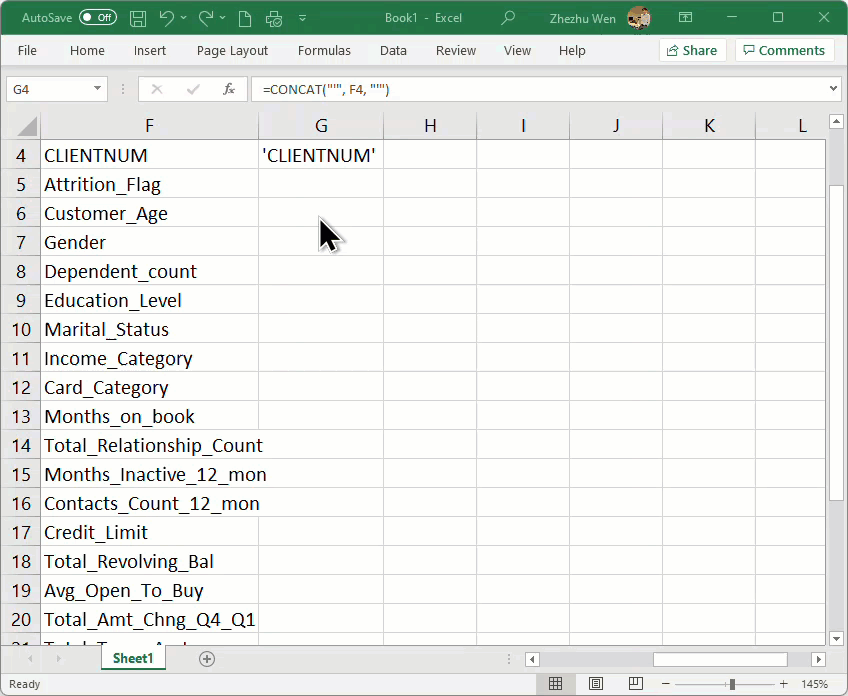 AutoSave Off Book1 - Excel Zhezhu Wen
File Home Insert Page Layout Formulas Data Review View Help Share Comments
G4 fx =CONCAT("'", F4, "'")
F G H I J K L
4 CLIENTNUM 'CLIENTNUM'
5 Attrition_Flag
6 Customer_Age
7 Gender
8 Dependent_count
9 Education_Level
10 Marital_Status
11 Income_Category
12 Card_Category
13 Months_on_book
14 Total_Relationship_Count
15 Months_Inactive_12_mon
16 Contacts_Count_12_mon
17 Credit_Limit
18 Total_Revolving_Bal
19 Avg_Open_To_Buy
20 Total_Amt_Chng_Q4_Q1
Sheet1
Ready 145%